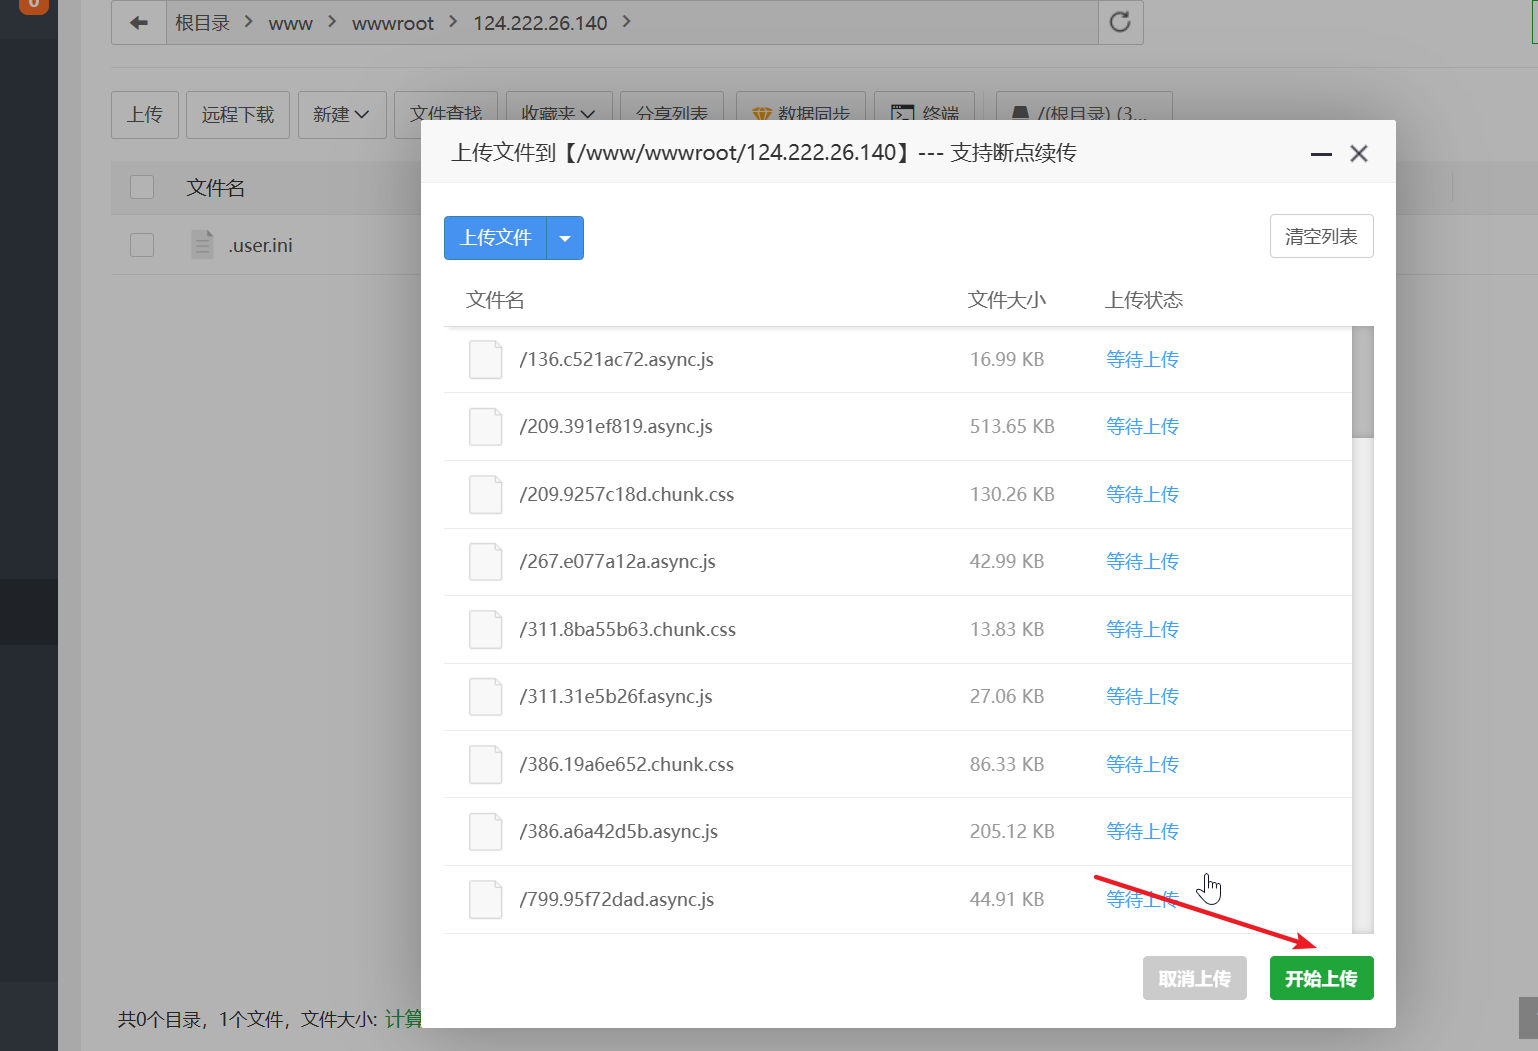 0
根目录 > www > wwwroot > 124.222.26.140 >
上传 远程下载 新建 文件查找 收藏夹 分享列表 数据同步 终端 /(根目录) (3...
上传文件到【/www/wwwroot/124.222.26.140】--- 支持断点续传
文件名
.user.ini
上传文件
清空列表
文件名 文件大小 上传状态
/136.c521ac72.async.js 16.99 KB 等待上传
/209.391ef819.async.js 513.65 KB 等待上传
/209.9257c18d.chunk.css 130.26 KB 等待上传
/267.e077a12a.async.js 42.99 KB 等待上传
/311.8ba55b63.chunk.css 13.83 KB 等待上传
/311.31e5b26f.async.js 27.06 KB 等待上传
/386.19a6e652.chunk.css 86.33 KB 等待上传
/386.a6a42d5b.async.js 205.12 KB 等待上传
/799.95f72dad.async.js 44.91 KB 等待上传
取消上传 开始上传
共0个目录，1个文件，文件大小: 计算